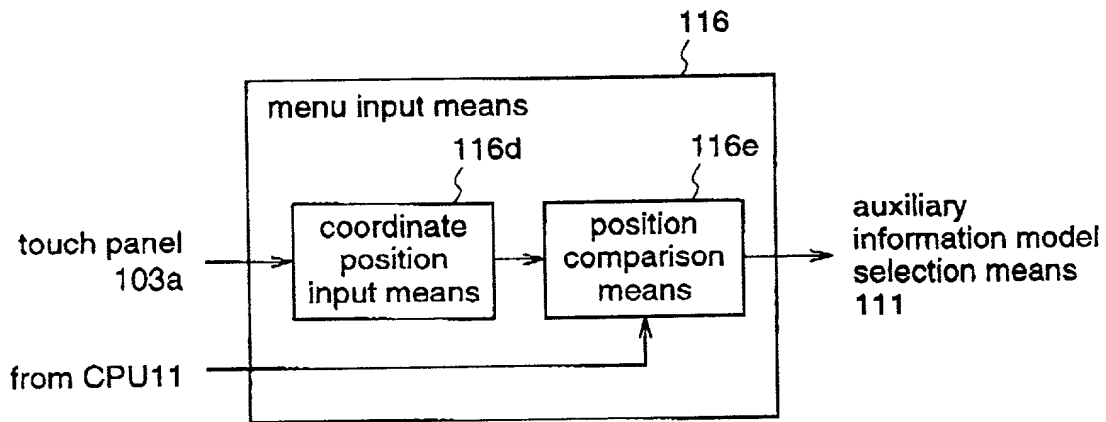 116
menu input means
116d
116e
touch panel
103a
coordinate
position
input means
position
comparison
means
auxiliary
information model
selection means
111
from CPU11